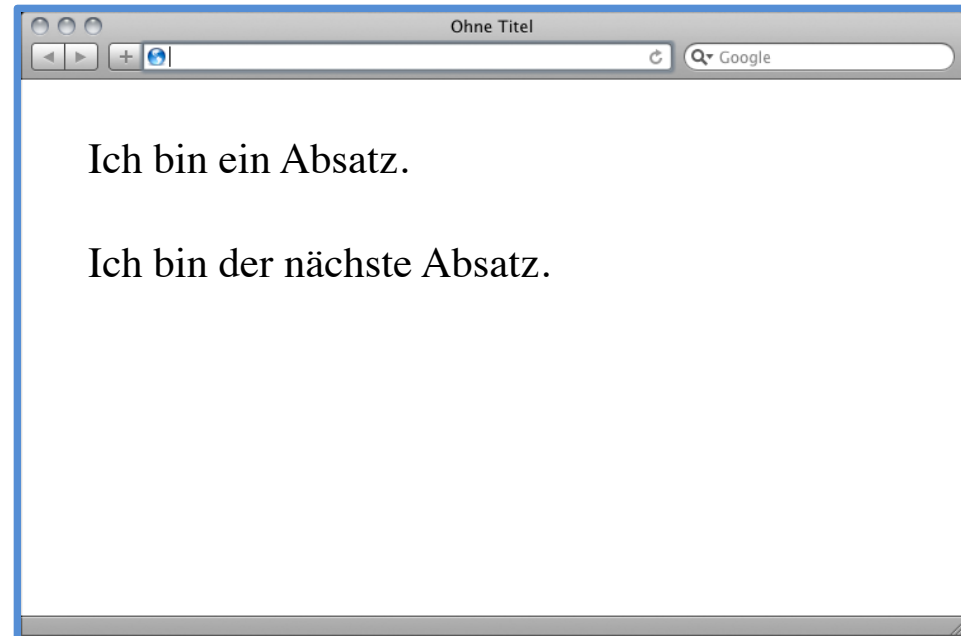 Ohne Titel
Google
Ich bin ein Absatz.
Ich bin der nächste Absatz.